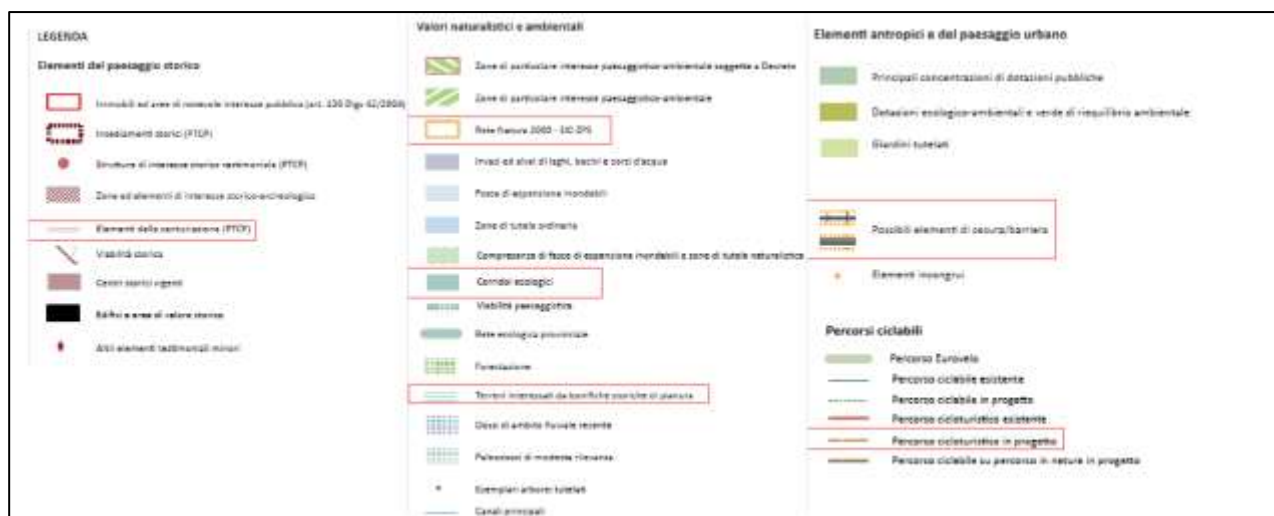 LEGENDA
Elementi del paesaggio storico
Immobili ed aree di notevole interesse pubblico (art. 136 Dlgs 42/2004)
Insediamenti storici (PTCP)
Strutture di interesse storico testimoniale (PTCP)
Zone ed elementi di interesse storico-archeologico
Elementi della centuriazione (PTCP)
Viabilità storica
Centri storici vigenti
Edifici e aree di valore storico
Altri elementi testimoniali minori
Valori naturalistici e ambientali
Zone di particolare interesse paesaggistico-ambientale soggette a Decreto
Zone di particolare interesse paesaggistico-ambientale
Rete Natura 2000 - SIC-ZPS
Invasi ed alvei di laghi, bacini e corsi d'acqua
Fasce di espansione inondabili
Zone di tutela ordinaria
Compresenza di fasce di espansione inondabili e zone di tutela naturalistica
Corridoi ecologici
Viabilità paesaggistica
Rete ecologica provinciale
Forestazione
Terreni interessati da bonifiche storiche di pianura
Dossi di ambito fluviale recente
Paleodossi di modesta rilevanza
Esemplari arborei tutelati
Canali principali
Elementi antropici e del paesaggio urbano
Principali concentrazioni di dotazioni pubbliche
Dotazioni ecologico-ambientali e verde di riequilibrio ambientale
Giardini tutelati
Possibili elementi di cesura/barriera
Elementi incongrui
Percorsi ciclabili
Percorso Eurovelo
Percorso ciclabile esistente
Percorso ciclabile in progetto
Percorso cicloturistico esistente
Percorso cicloturistico in progetto
Percorso ciclabile su percorso in natura in progetto